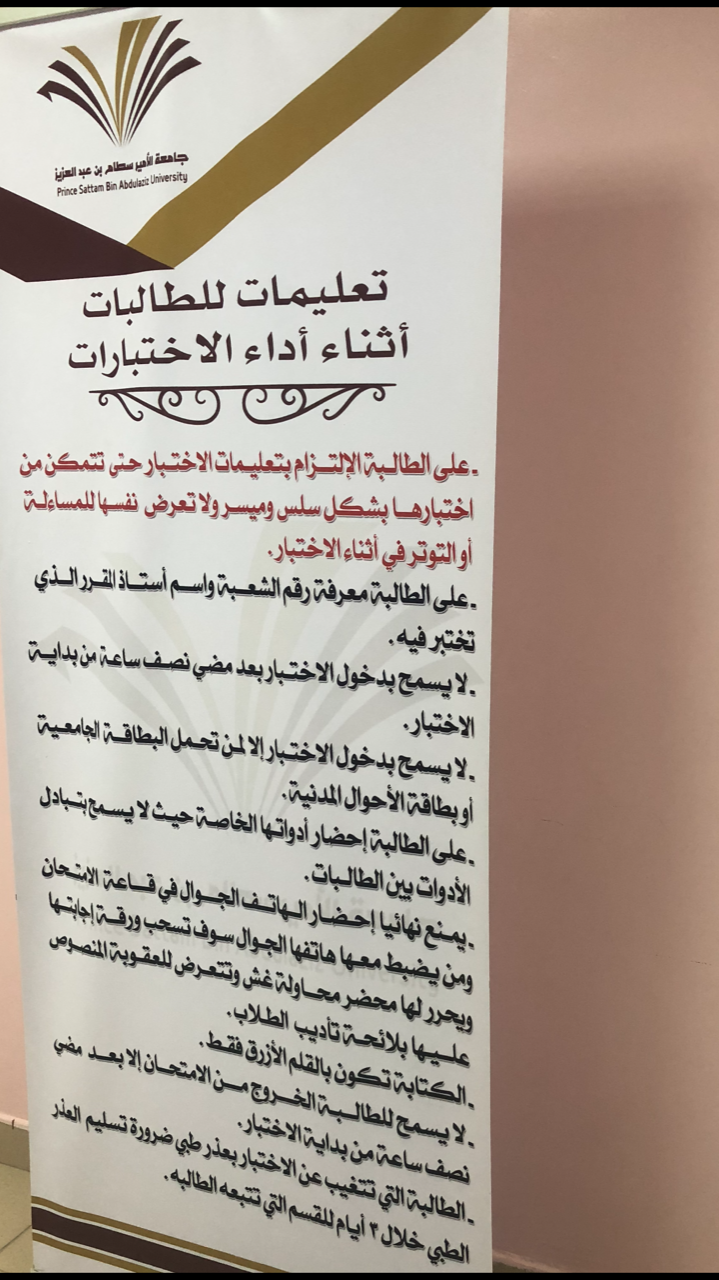 جامعة الأمير سطام بن عبد العزيز
Prince Sattam Bin Abdulaziz University
تعليمات للطالبات
أثناء أداء الاختبارات
.على الطالبة الإلتزام بتعليمات الاختبار حتى تتمكن من
اختبارها بشكل سلس وميسر ولا تعرض نفسها للمساءلة
أو التوتر في أثناء الاختبار.
.على الطالبة معرفة رقم الشعبة واسم أستاذ المقرر الذي
تختبر فيه.
.لا يسمح بدخول الاختبار بعد مضي نصف ساعة من بداية
الاختبار.
.لا يسمح بدخول الاختبار إلا لمن تحمل البطاقة الجامعية
أو بطاقة الأحوال المدنية.
.على الطالبة إحضار أدواتها الخاصة حيث لا يسمح بتبادل
الأدوات بين الطالبات.
.يمنع نهائيا إحضار الهاتف الجوال في قاعة الامتحان
ومن يضبط معها هاتفها الجوال سوف تسحب ورقة إجابتها
ويحرر لها محضر محاولة غش وتتعرض للعقوبة المنصوص
عليها بلائحة تأديب الطلاب.
.الكتابة تكون بالقلم الأزرق فقط.
.لا يسمح للطالبة الخروج من الامتحان إلا بعد مضي
نصف ساعة من بداية الاختبار.
.الطالبة التي تتغيب عن الاختبار بعذر طبي ضرورة تسليم العذر
الطبي خلال ٣ أيام للقسم التي تتبعه الطالبه.